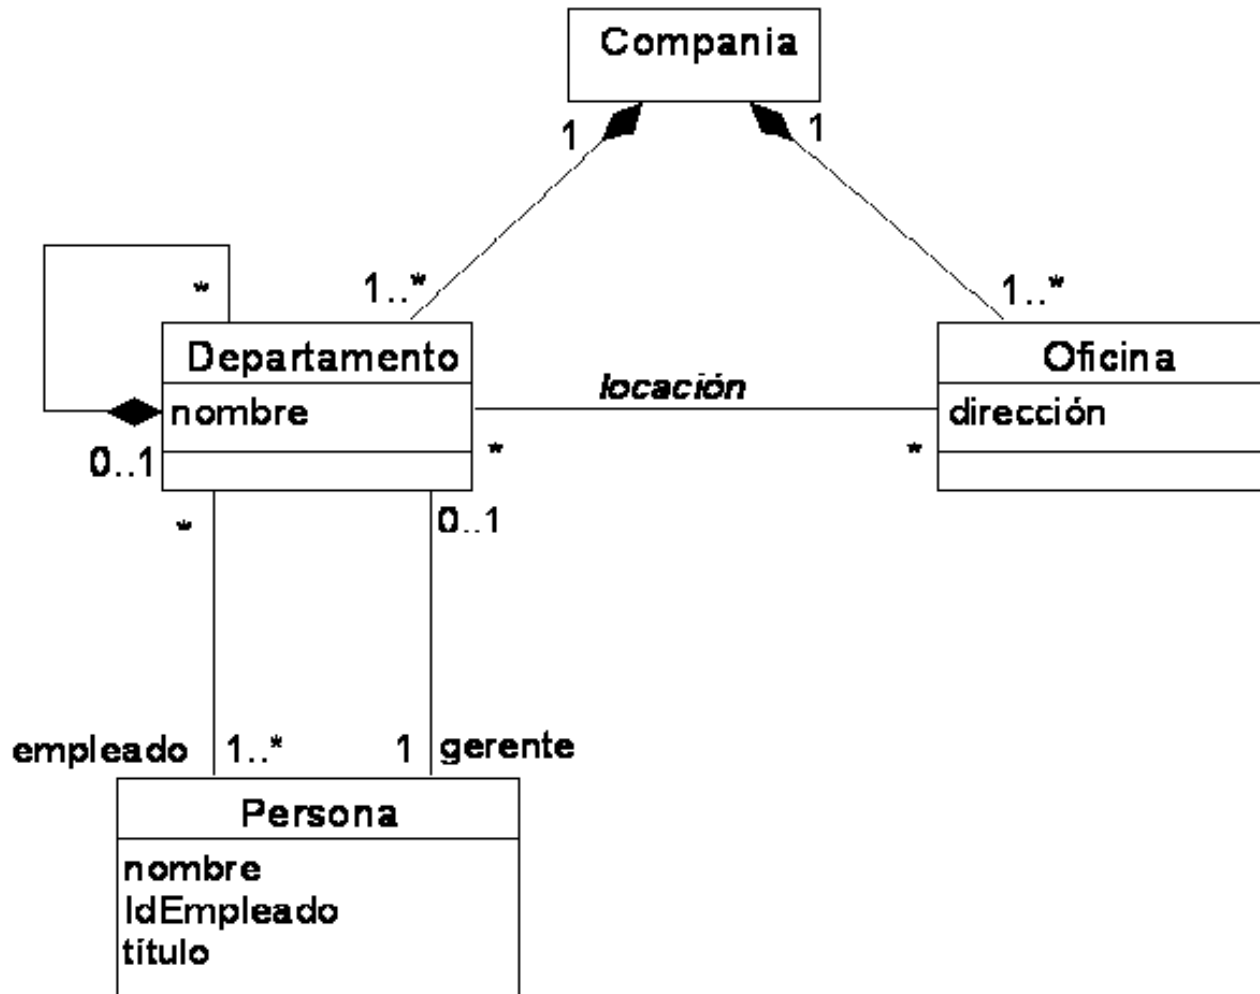 Compania
1
1
1..*
1..*
*
Departamento
nombre
0..1
locación
*
*
Oficina
dirección
*
0..1
empleado
1..*
1
gerente
Persona
nombre
IdEmpleado
título